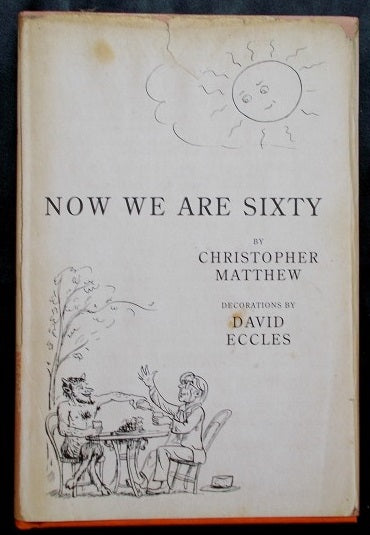 NOW WE ARE SIXTY
BY
CHRISTOPHER
MATTHEW
DECORATIONS BY
DAVID
ECCLES